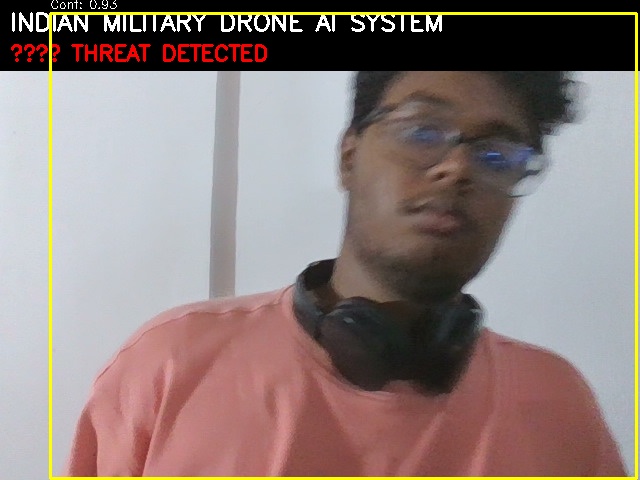 Conf: 0.93
INDIAN MILITARY DRONE AI SYSTEM
???? THREAT DETECTED